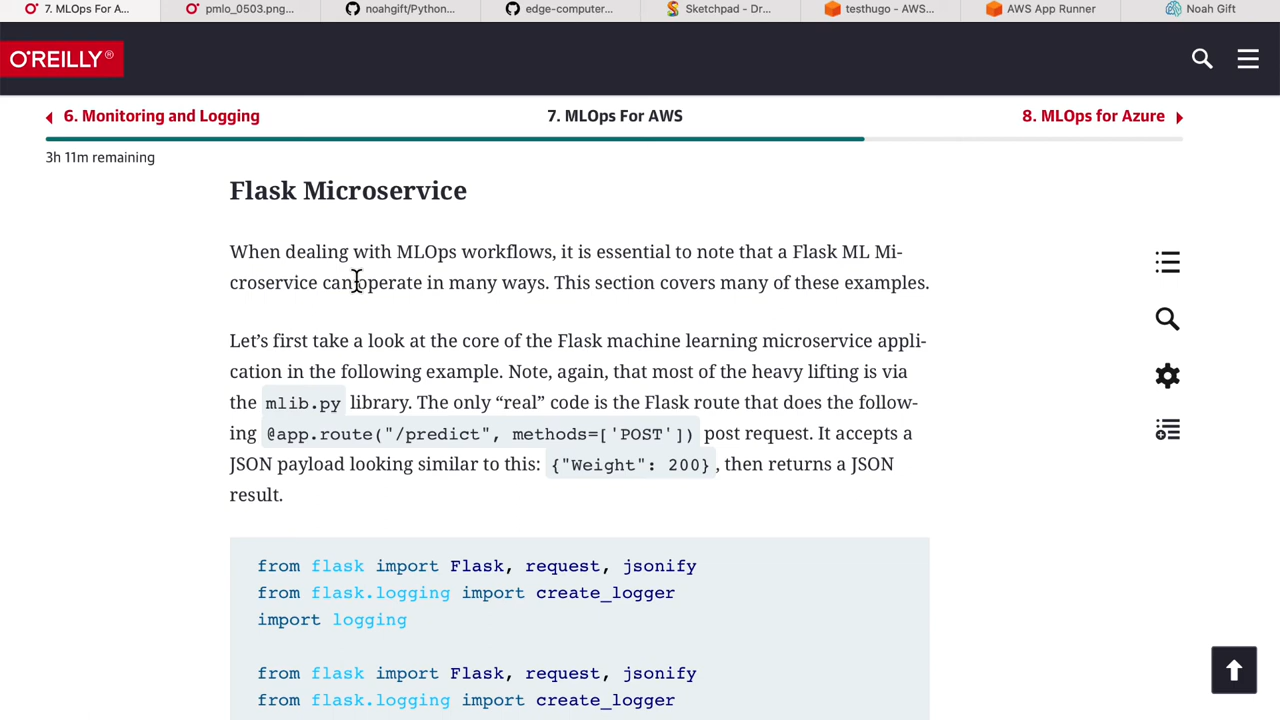 7. MLOps For A...
pmlo_0503.png...
noahgift/Python...
edge-computer...
Sketchpad - Dr...
testhugo - AWS...
AWS App Runner
Noah Gift
O'REILLY®
6. Monitoring and Logging
7. MLOps For AWS
8. MLOps for Azure
3h 11m remaining
Flask Microservice
When dealing with MLOps workflows, it is essential to note that a Flask ML Mi-
croservice can operate in many ways. This section covers many of these examples.
Let’s first take a look at the core of the Flask machine learning microservice appli-
cation in the following example. Note, again, that most of the heavy lifting is via
the mlib.py library. The only “real” code is the Flask route that does the follow-
ing @app.route("/predict", methods=['POST']) post request. It accepts a
JSON payload looking similar to this: {"Weight": 200}, then returns a JSON
result.
from flask import Flask, request, jsonify
from flask.logging import create_logger
import logging
from flask import Flask, request, jsonify
from flask.logging import create_logger